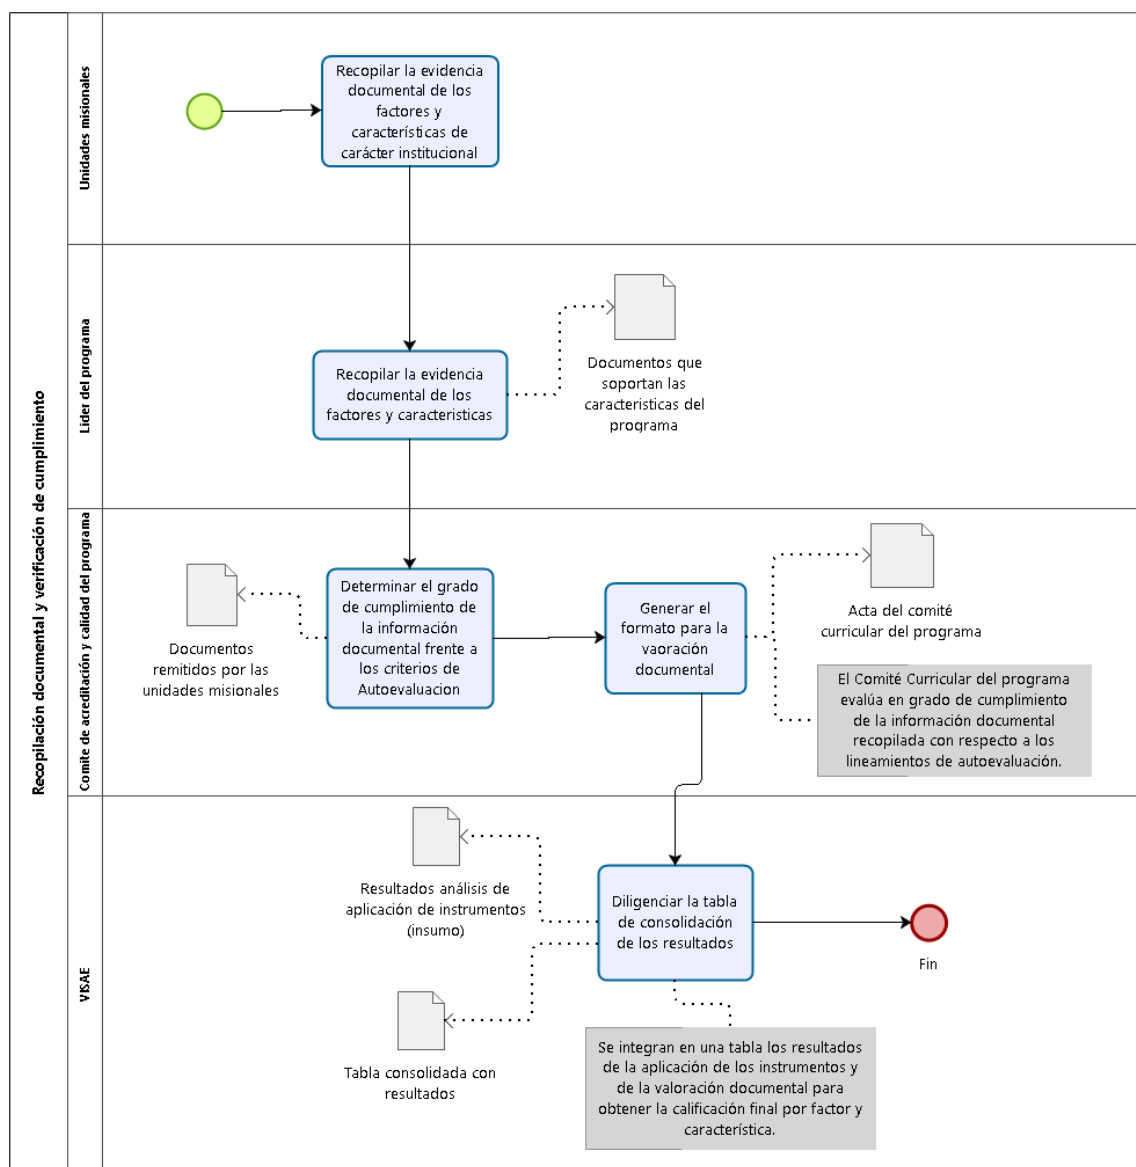 Recopilación documental y verificación de cumplimiento
Unidades misionales
Recopilar la evidencia
documental de los
factores y
características de
carácter institucional
Lider del programa
Recopilar la evidencia
documental de los
factores y caracteristicas
Documentos que
soportan las
caracteristicas del
programa
Comite de acreditación y calidad del programa
Documentos
remitidos por las
unidades misionales
Determinar el grado
de cumplimiento de
la información
documental frente a
los criterios de
Autoevaluacion
Generar el
formato para la
vaoración
documental
Acta del comité
curricular del programa
El Comité Curricular del programa
evalúa en grado de cumplimiento
de la información documental
recopilada con respecto a los
lineamientos de autoevaluación.
VISAE
Resultados análisis de
aplicación de instrumentos
(insumo)
Diligenciar la tabla
de consolidación
de los resultados
Fin
Tabla consolidada con
resultados
Se integran en una tabla los resultados
de la aplicación de los instrumentos y
de la valoración documental para
obtener la calificación final por factor y
característica.